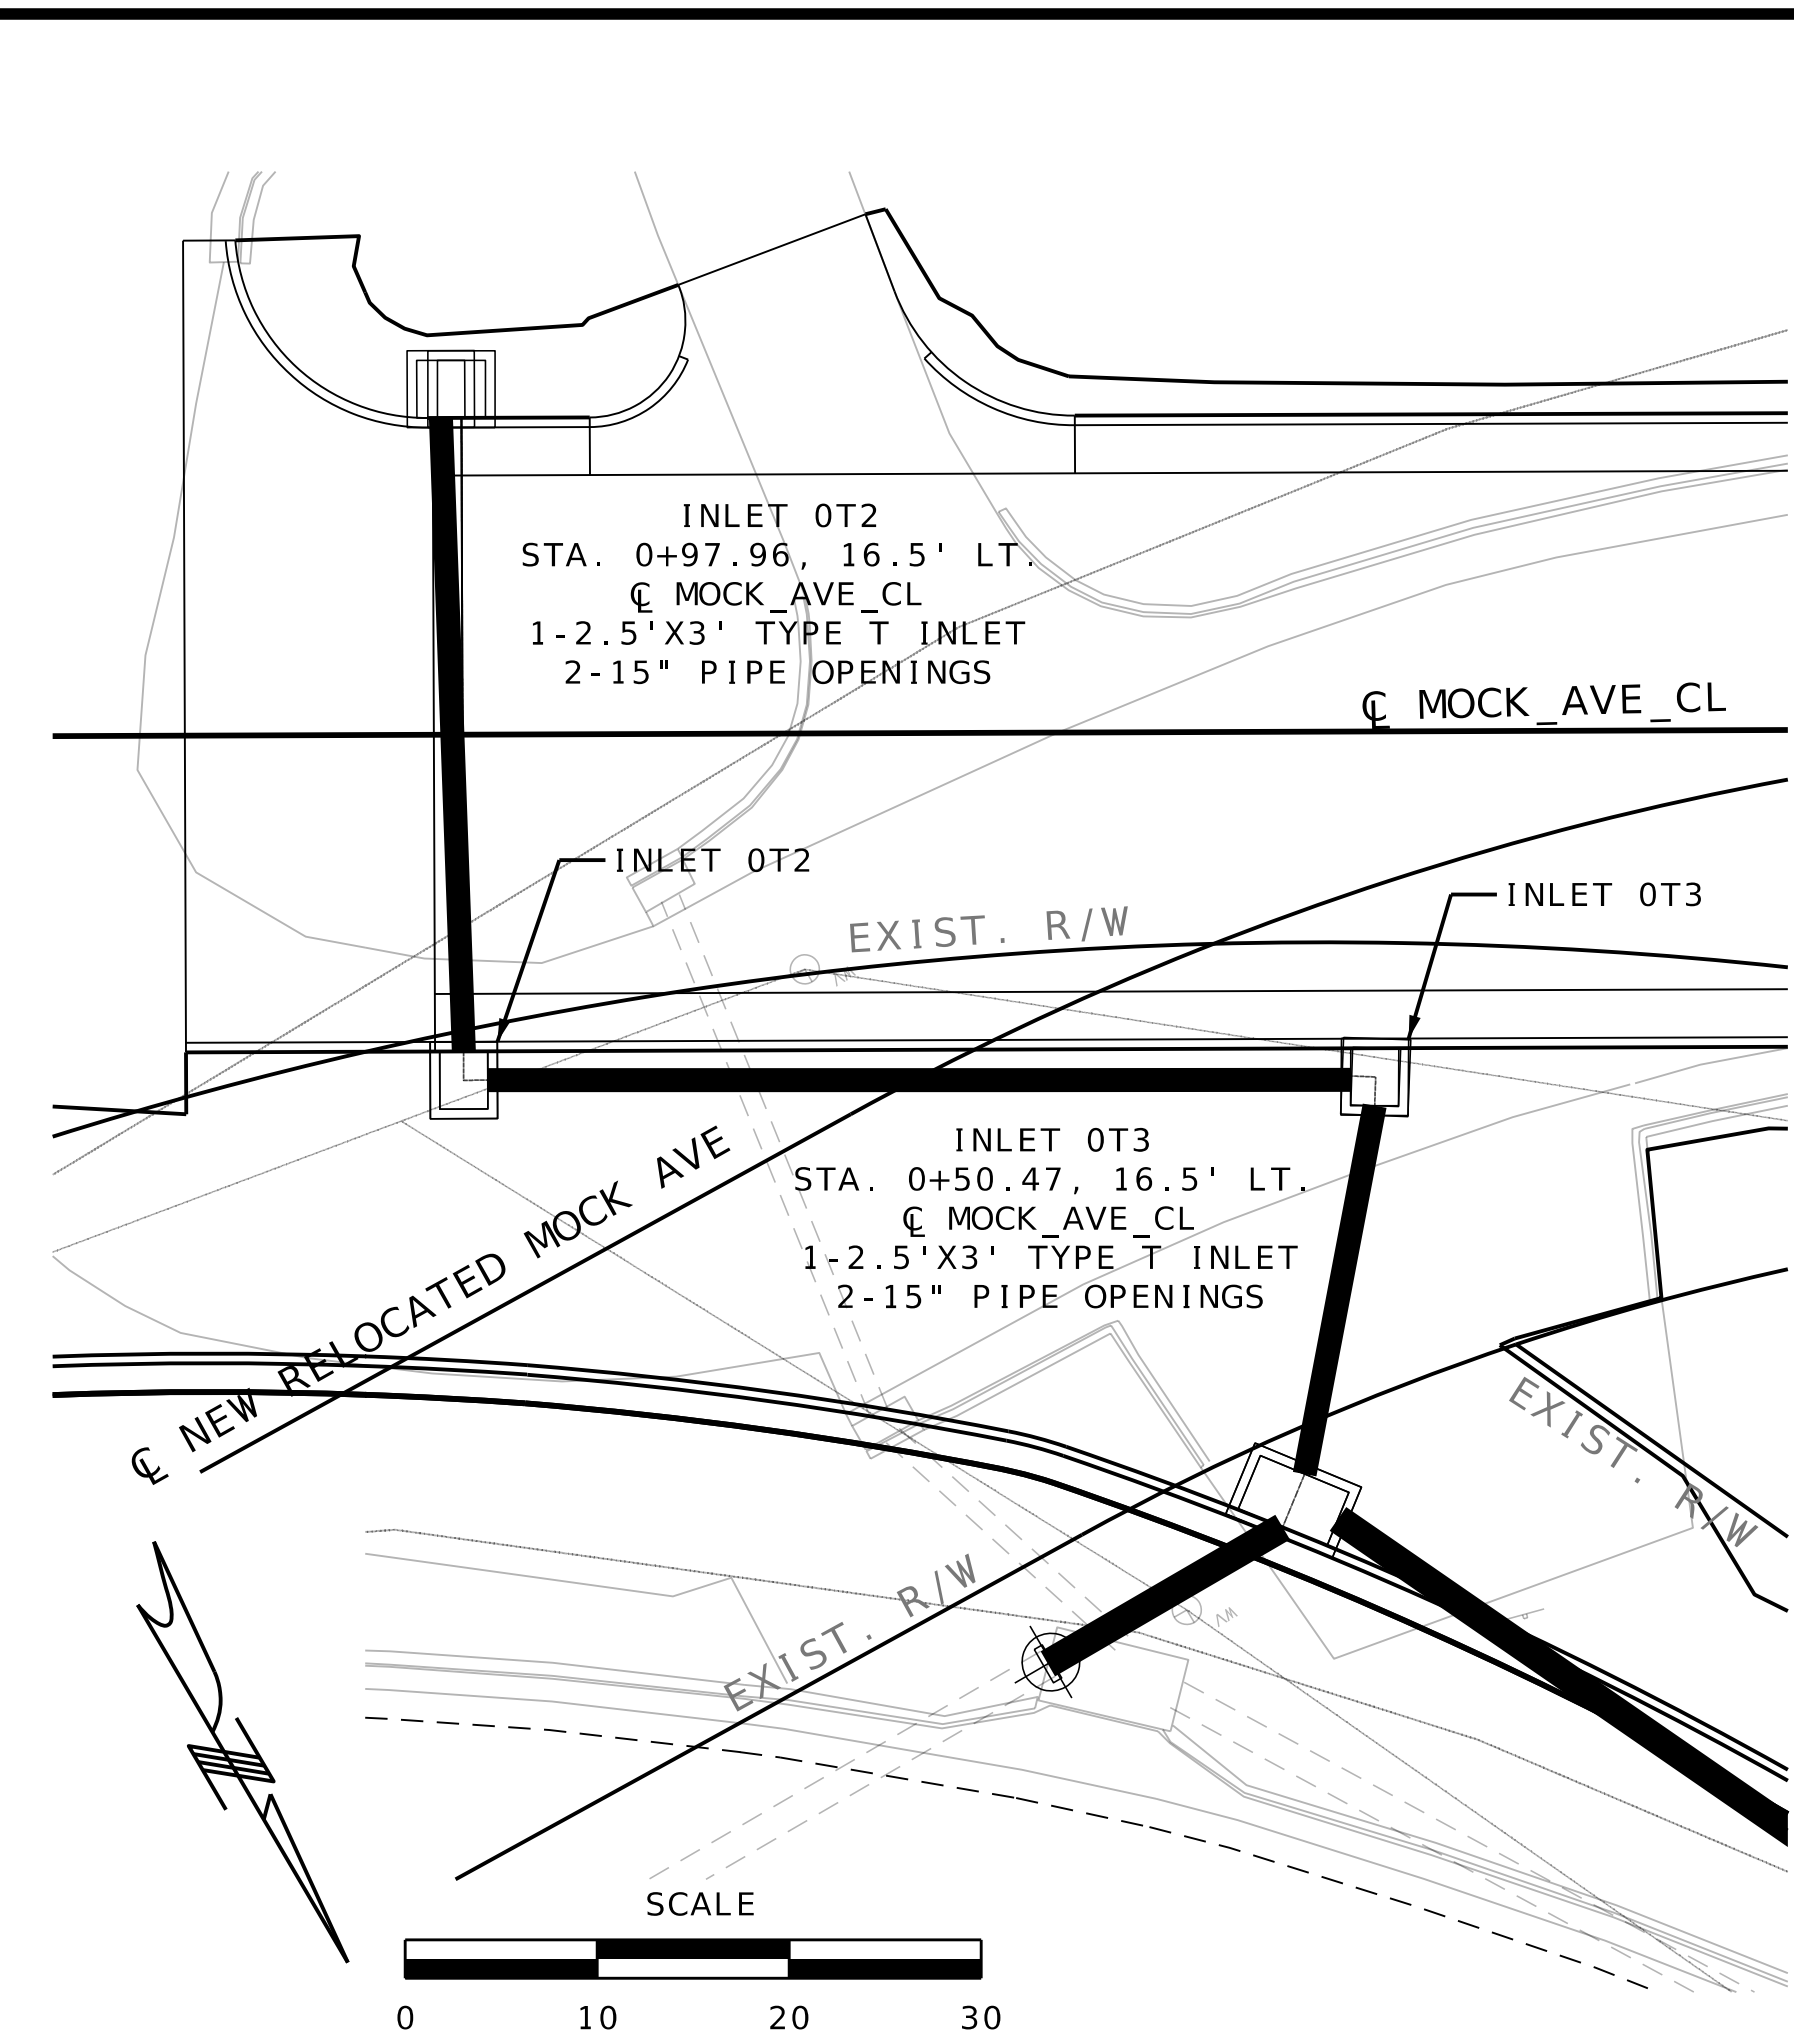 INLET 0T2
STA. 0+97.96, 16.5' LT.
℄ MOCK_AVE_CL
1-2.5'X3' TYPE T INLET
2-15" PIPE OPENINGS
℄ MOCK_AVE_CL
INLET 0T2
INLET 0T3
EXIST. R/W
WV
INLET 0T3
STA. 0+50.47, 16.5' LT.
℄ MOCK_AVE_CL
1-2.5'X3' TYPE T INLET
2-15" PIPE OPENINGS
℄ NEW RELOCATED MOCK AVE
EXIST. R/W
EXIST. R/W
WV
SCALE
0 10 20 30